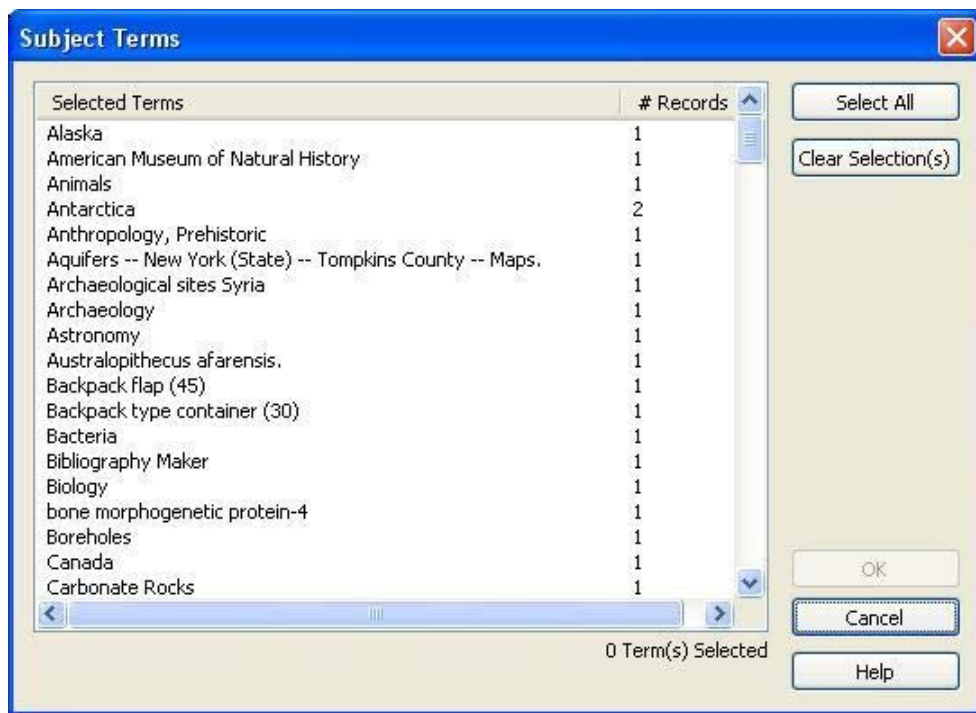 Subject Terms
Selected Terms # Records
Alaska 1
American Museum of Natural History 1
Animals 1
Antarctica 2
Anthropology, Prehistoric 1
Aquifers -- New York (State) -- Tompkins County -- Maps. 1
Archaeological sites Syria 1
Archaeology 1
Astronomy 1
Australopithecus afarensis. 1
Backpack flap (45) 1
Backpack type container (30) 1
Bacteria 1
Bibliography Maker 1
Biology 1
bone morphogenetic protein-4 1
Boreholes 1
Canada 1
Carbonate Rocks 1
0 Term(s) Selected
Select All
Clear Selection(s)
OK
Cancel
Help